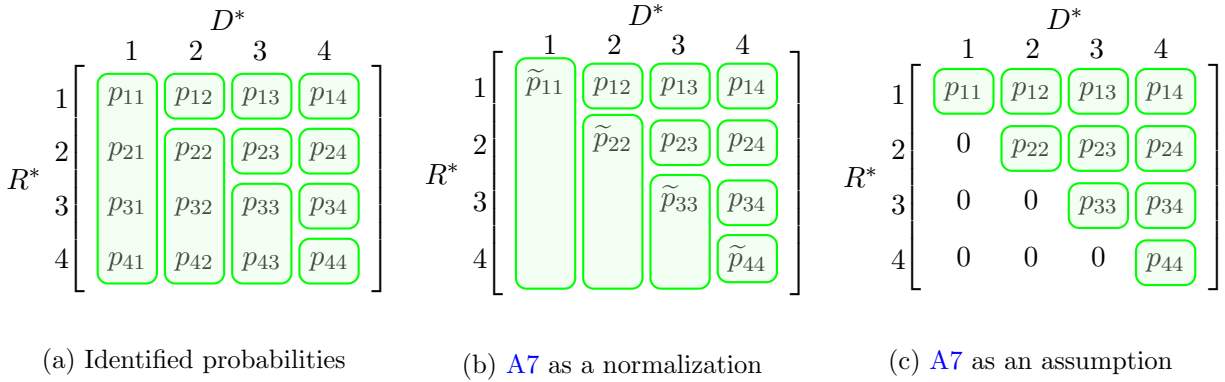 D*
1 2 3 4
1 p11 p12 p13 p14
2 p21 p22 p23 p24
R*
3 p31 p32 p33 p34
4 p41 p42 p43 p44
(a) Identified probabilities
D*
1 2 3 4
1 p̃11 p12 p13 p14
2 p̃22 p23 p24
R*
3 p̃33 p34
4 p̃44
(b) A7 as a normalization
D*
1 2 3 4
1 p11 p12 p13 p14
2 0 p22 p23 p24
R*
3 0 0 p33 p34
4 0 0 0 p44
(c) A7 as an assumption